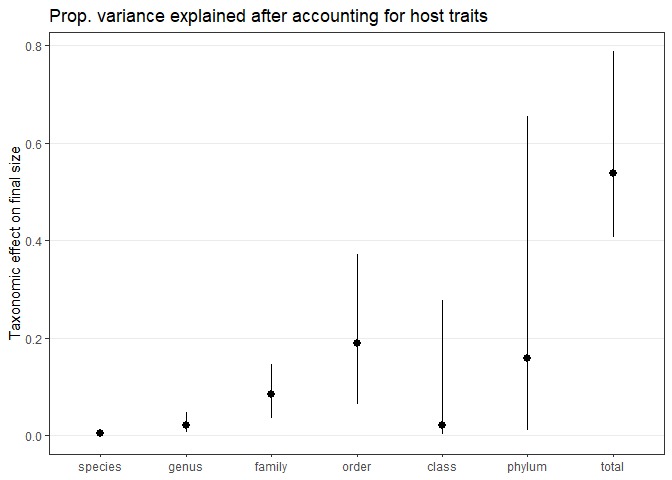 Prop. variance explained after accounting for host traits
Taxonomic effect on final size
0.8
0.6
0.4
0.2
0.0
species genus family order class phylum total